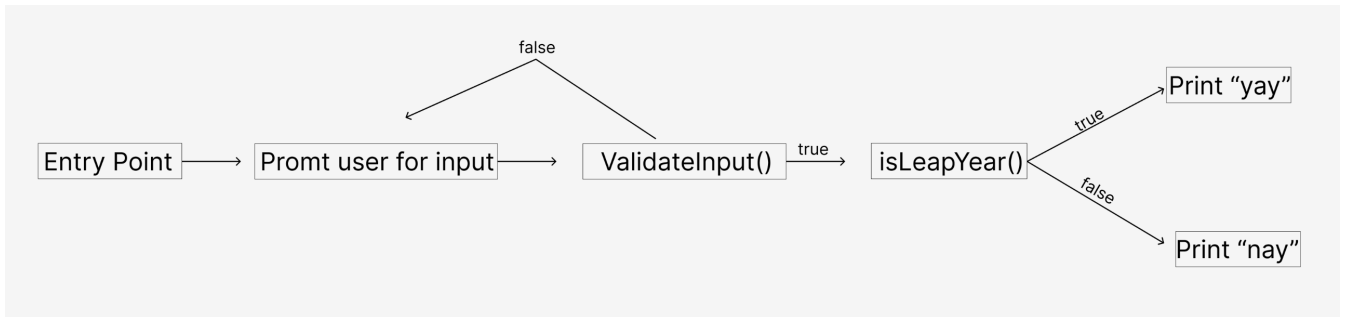 false
Entry Point
Promt user for input
ValidateInput()
true
isLeapYear()
true
Print “yay”
false
Print “nay”